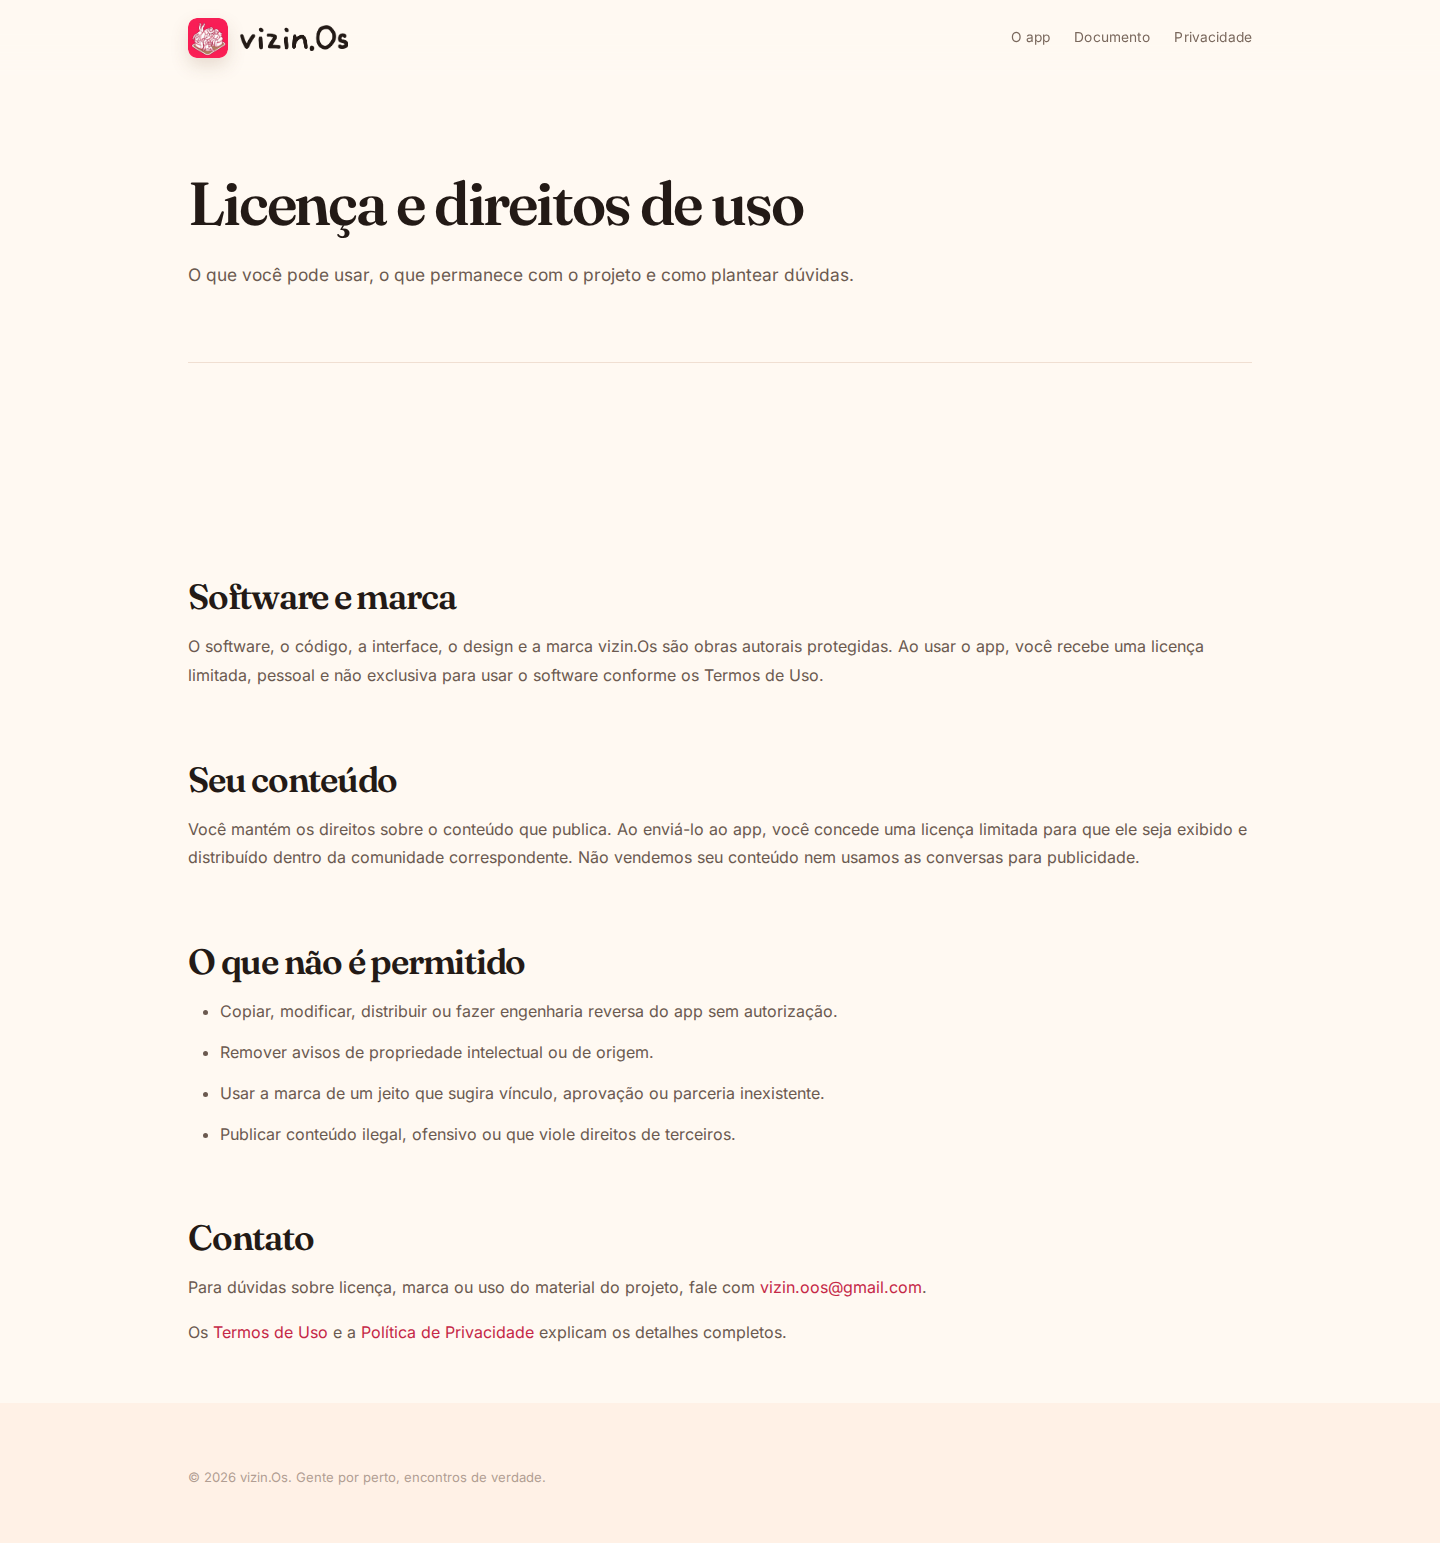 vizin.Os
O app
Documento
Privacidade
Licença e direitos de uso
O que você pode usar, o que permanece com o projeto e como plantear dúvidas.
Software e marca
O software, o código, a interface, o design e a marca vizin.Os são obras autorais protegidas. Ao usar o app, você recebe uma licença
limitada, pessoal e não exclusiva para usar o software conforme os Termos de Uso.
Seu conteúdo
Você mantém os direitos sobre o conteúdo que publica. Ao enviá-lo ao app, você concede uma licença limitada para que ele seja exibido e
distribuído dentro da comunidade correspondente. Não vendemos seu conteúdo nem usamos as conversas para publicidade.
O que não é permitido
• Copiar, modificar, distribuir ou fazer engenharia reversa do app sem autorização.
• Remover avisos de propriedade intelectual ou de origem.
• Usar a marca de um jeito que sugira vínculo, aprovação ou parceria inexistente.
• Publicar conteúdo ilegal, ofensivo ou que viole direitos de terceiros.
Contato
Para dúvidas sobre licença, marca ou uso do material do projeto, fale com vizin.oos@gmail.com.
Os Termos de Uso e a Política de Privacidade explicam os detalhes completos.
© 2026 vizin.Os. Gente por perto, encontros de verdade.